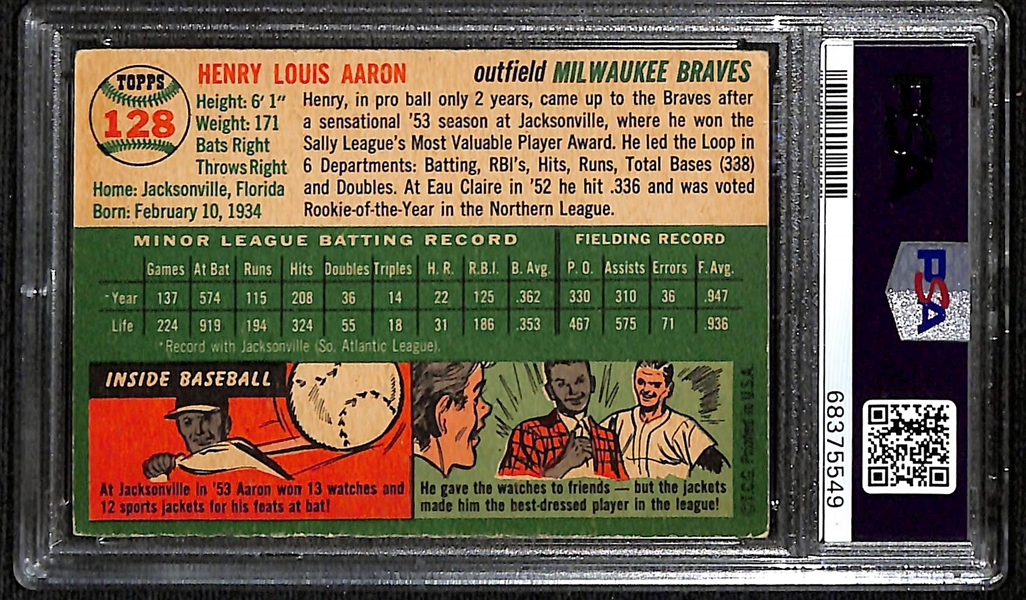 TOPPS
128
HENRY LOUIS AARON
outfield MILWAUKEE BRAVES
Height: 6' 1"
Weight: 171
Bats Right
Throws Right
Home: Jacksonville, Florida
Born: February 10, 1934
Henry, in pro ball only 2 years, came up to the Braves after
a sensational '53 season at Jacksonville, where he won the
Sally League's Most Valuable Player Award. He led the Loop in
6 Departments: Batting, RBI's, Hits, Runs, Total Bases (338)
and Doubles. At Eau Claire in '52 he hit .336 and was voted
Rookie-of-the-Year in the Northern League.
MINOR LEAGUE BATTING RECORD FIELDING RECORD
Games At Bat Runs Hits Doubles Triples H. R. R.B.I. B. Avg. P. O. Assists Errors F. Avg.
*Year 137 574 115 208 36 14 22 125 .362 330 310 36 .947
Life 224 919 194 324 55 18 31 186 .353 467 575 71 .936
*Record with Jacksonville (So. Atlantic League).
INSIDE BASEBALL
At Jacksonville in '53 Aaron won 13 watches and
12 sports jackets for his feats at bat!
He gave the watches to friends — but the jackets
made him the best-dressed player in the league!
©T.C.G. Printed in U.S.A.
PSA
PSA
68375549